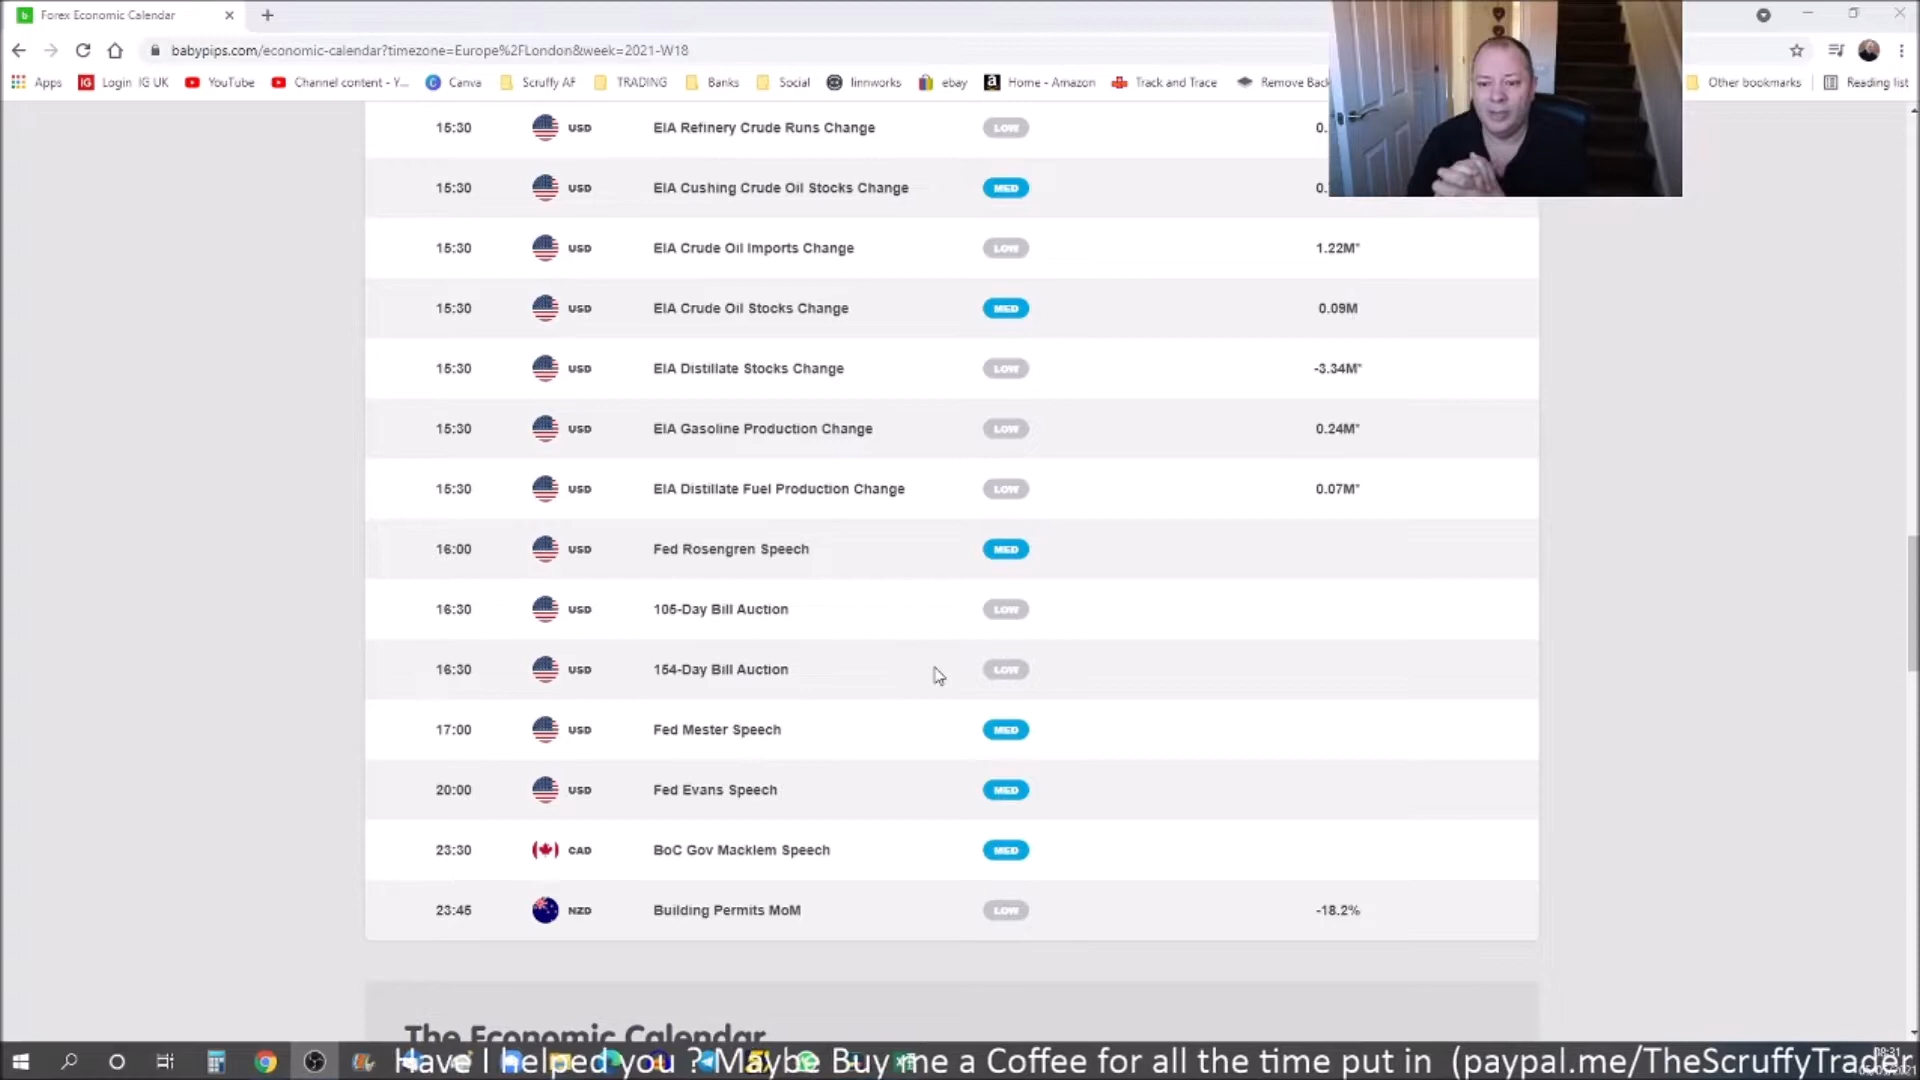 Forex Economic Calendar
babypips.com/economic-calendar?timezone=Europe%2FLondon&week=2021-W18
Apps Login IG UK YouTube Channel content - Y... Canva Scruffy AF TRADING Banks Social linnworks ebay Home - Amazon Track and Trace Remove Bac Other bookmarks Reading list
15:30 USD EIA Refinery Crude Runs Change LOW 0.
15:30 USD EIA Cushing Crude Oil Stocks Change MED 0.
15:30 USD EIA Crude Oil Imports Change LOW 1.22M*
15:30 USD EIA Crude Oil Stocks Change MED 0.09M
15:30 USD EIA Distillate Stocks Change LOW -3.34M*
15:30 USD EIA Gasoline Production Change LOW 0.24M*
15:30 USD EIA Distillate Fuel Production Change LOW 0.07M*
16:00 USD Fed Rosengren Speech MED
16:30 USD 105-Day Bill Auction LOW
16:30 USD 154-Day Bill Auction LOW
17:00 USD Fed Mester Speech MED
20:00 USD Fed Evans Speech MED
23:30 CAD BoC Gov Macklem Speech MED
23:45 NZD Building Permits MoM LOW -18.2%
The Economic Calendar
Have I helped you ? Maybe Buy me a Coffee for all the time put in (paypal.me/TheScruffyTrader
08:31